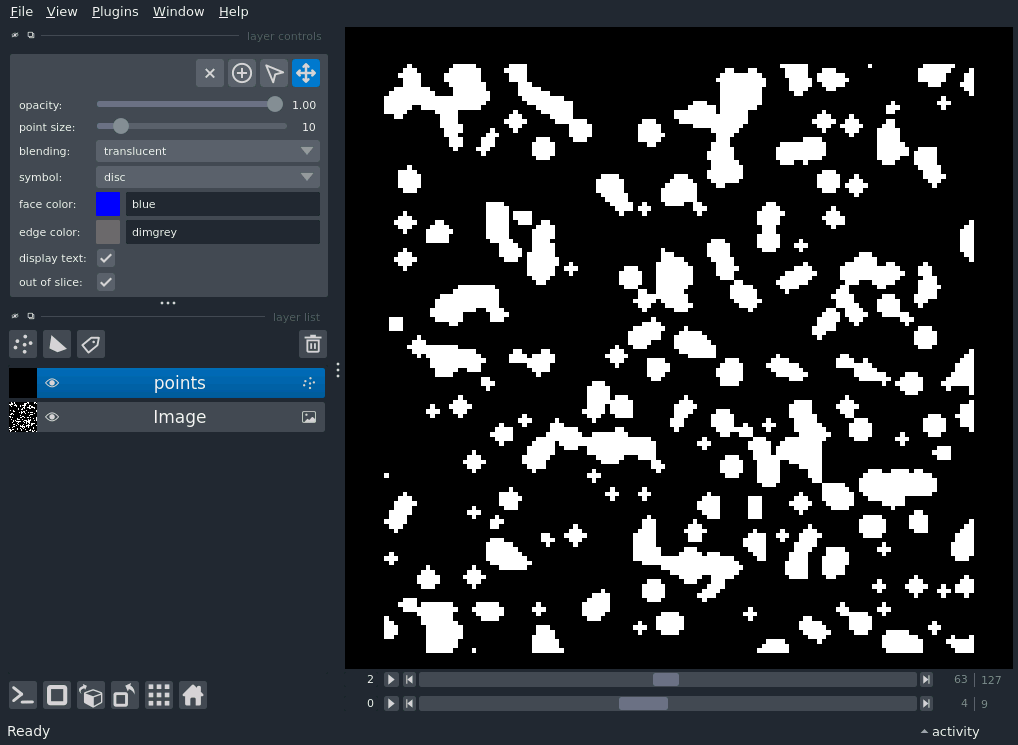 File View Plugins Window Help
layer controls
opacity: 1.00
point size: 10
blending: translucent
symbol: disc
face color: blue
edge color: dimgrey
display text:
out of slice:
layer list
points
Image
2 63 127
0 4 9
Ready activity